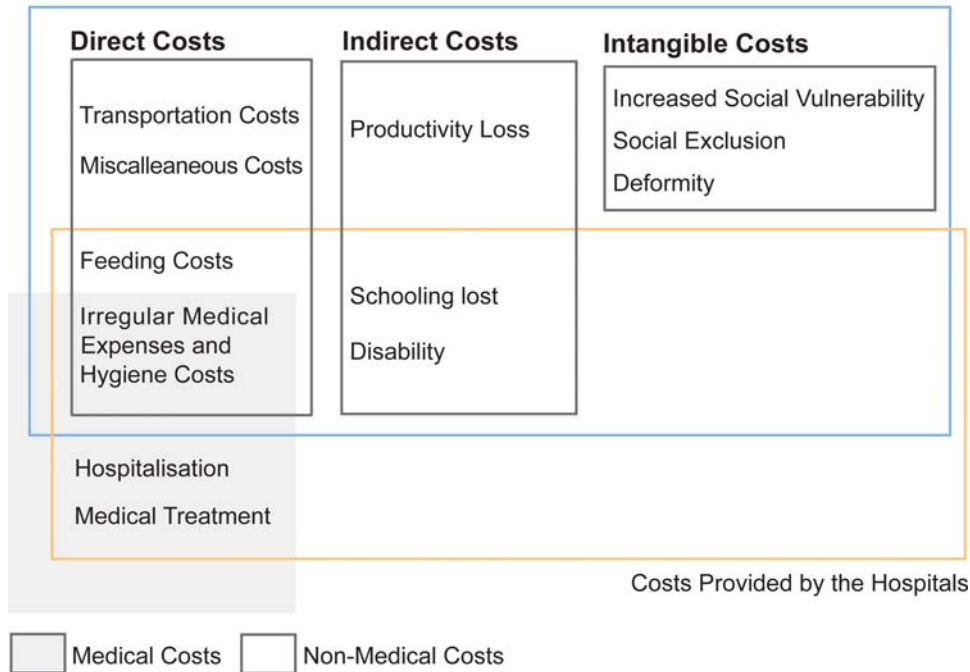 Direct Costs
Transportation Costs
Miscalleaneous Costs
Feeding Costs
Irregular Medical
Expenses and
Hygiene Costs
Hospitalisation
Medical Treatment
Indirect Costs
Productivity Loss
Schooling lost
Disability
Intangible Costs
Increased Social Vulnerability
Social Exclusion
Deformity
Costs Provided by the Hospitals
Medical Costs
Non-Medical Costs